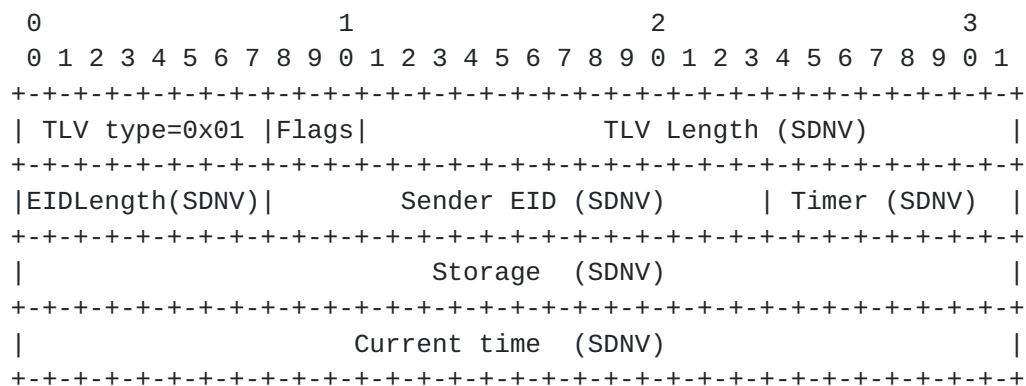 0                   1                   2                   3
 0 1 2 3 4 5 6 7 8 9 0 1 2 3 4 5 6 7 8 9 0 1 2 3 4 5 6 7 8 9 0 1
+-+-+-+-+-+-+-+-+-+-+-+-+-+-+-+-+-+-+-+-+-+-+-+-+-+-+-+-+-+-+-+-+
| TLV type=0x01 |Flags|               TLV Length (SDNV)         |
+-+-+-+-+-+-+-+-+-+-+-+-+-+-+-+-+-+-+-+-+-+-+-+-+-+-+-+-+-+-+-+-+
|EIDLength(SDNV)|        Sender EID (SDNV)      | Timer (SDNV)  |
+-+-+-+-+-+-+-+-+-+-+-+-+-+-+-+-+-+-+-+-+-+-+-+-+-+-+-+-+-+-+-+-+
|                          Storage  (SDNV)                      |
+-+-+-+-+-+-+-+-+-+-+-+-+-+-+-+-+-+-+-+-+-+-+-+-+-+-+-+-+-+-+-+-+
|                     Current time  (SDNV)                      |
+-+-+-+-+-+-+-+-+-+-+-+-+-+-+-+-+-+-+-+-+-+-+-+-+-+-+-+-+-+-+-+-+